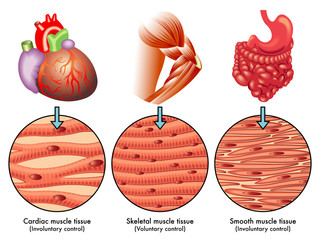 Cardiac muscle tissue
(Involuntary control)
Skeletal muscle tissue
(Voluntary control)
Smooth muscle tissue
(Involuntary control)